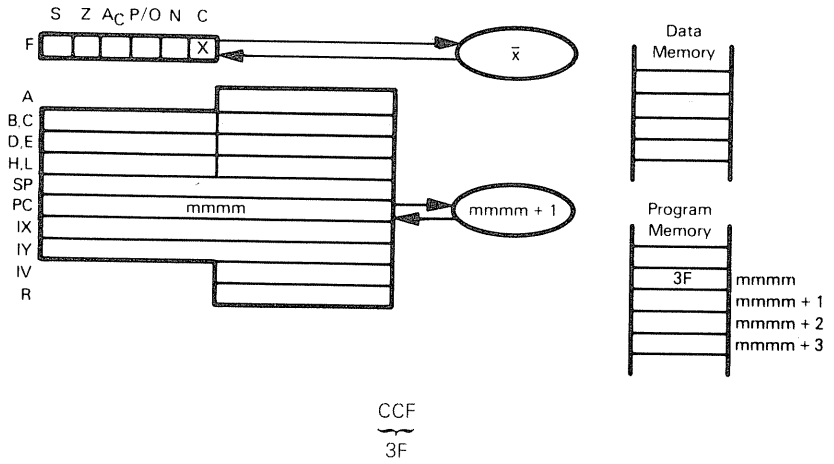 S Z AC P/O N C
F X
x̄
Data
Memory
A
B,C
D,E
H,L
SP
PC mmmm
mmmm + 1
IX
IY
IV
R
Program
Memory
3F mmmm
mmmm + 1
mmmm + 2
mmmm + 3
CCF
3F